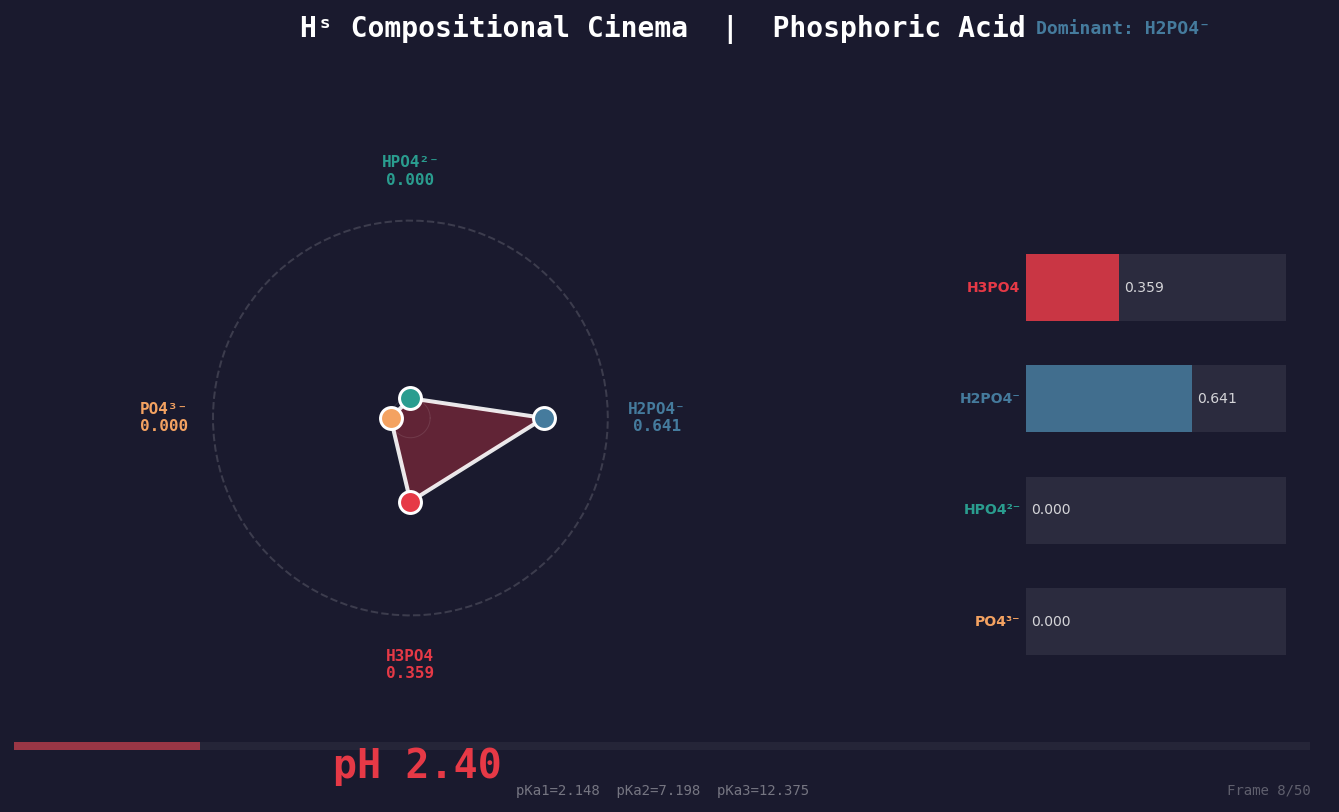 Hˢ Compositional Cinema | Phosphoric Acid
Dominant: H2PO4⁻
HPO4²⁻
0.000
PO4³⁻
0.000
H2PO4⁻
0.641
H3PO4
0.359
H3PO4 0.359
H2PO4⁻ 0.641
HPO4²⁻ 0.000
PO4³⁻ 0.000
pH 2.40
pKa1=2.148 pKa2=7.198 pKa3=12.375
Frame 8/50